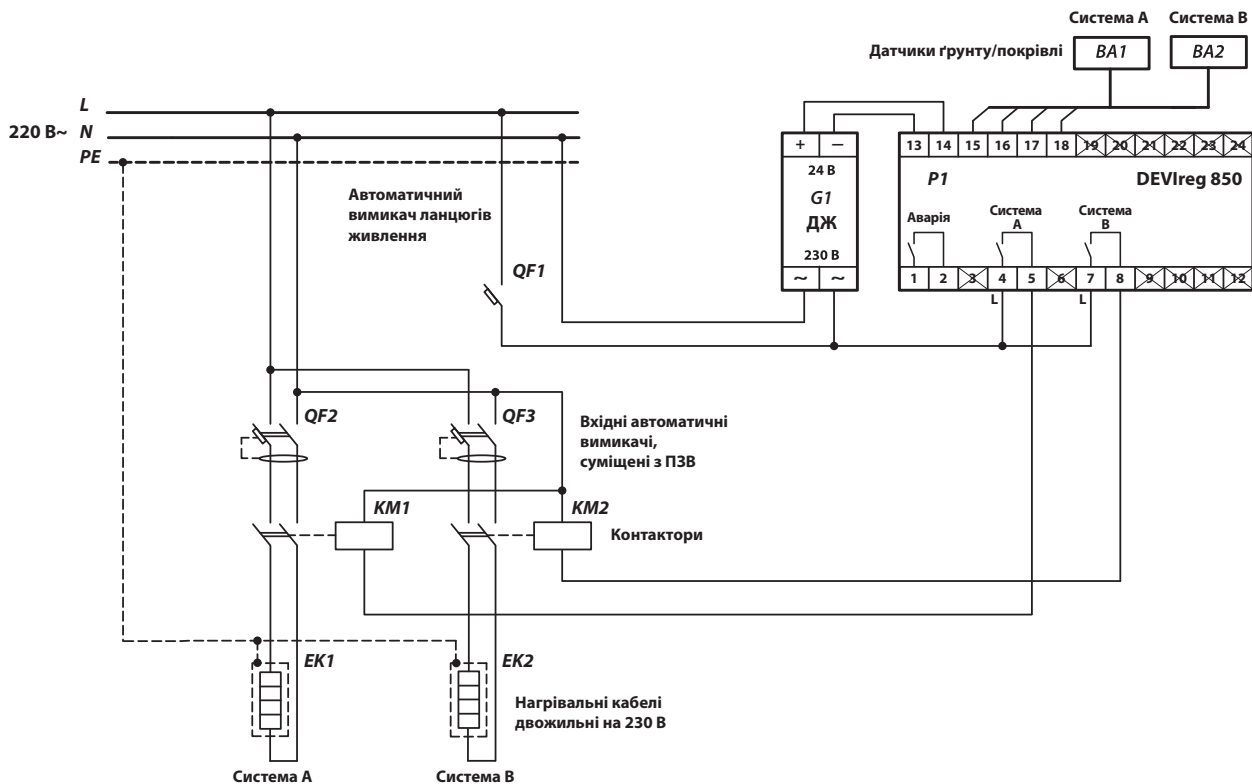 Система А Система В
Датчики ґрунту/покрівлі
BA1 BA2
L
220 В~ N
PE
+ —
24 В
G1
ДЖ
230 В
~ ~
13 14 15 16 17 18 19 20 21 22 23 24
P1 DEVIreg 850
Аварія
Система А
Система В
1 2 3 4 5 6 7 8 9 10 11 12
L L
Автоматичний
вимикач ланцюгів
живлення
QF1
QF2 QF3
Вхідні автоматичні
вимикачі,
суміщені з ПЗВ
KM1 KM2
Контактори
EK1 EK2
Нагрівальні кабелі
двожильні на 230 В
Система А Система В